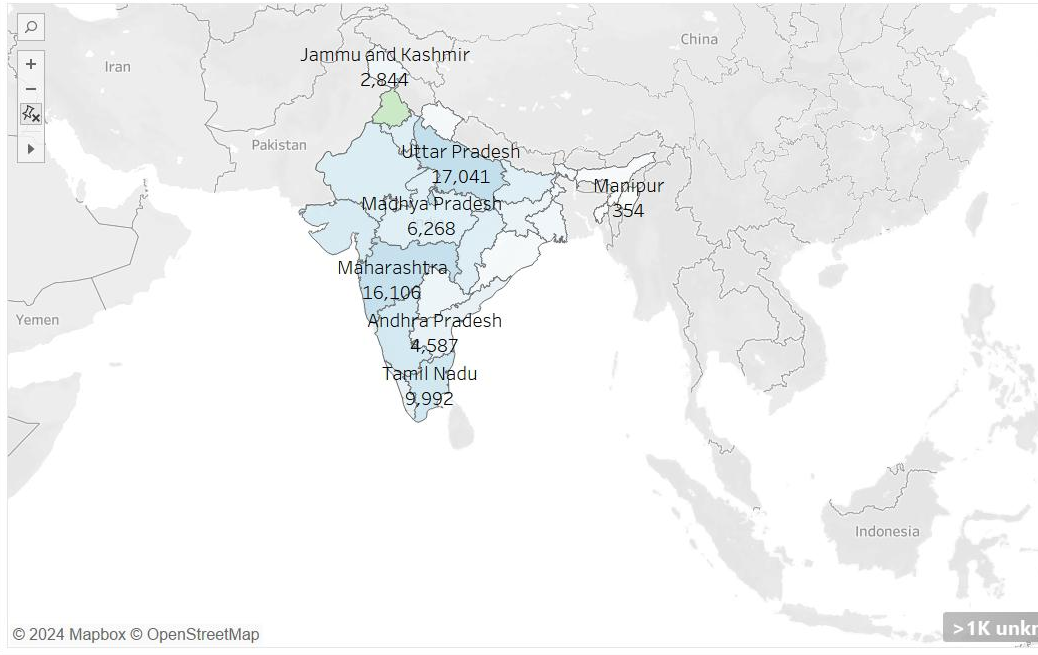 China
Jammu and Kashmir
2,844
Iran
Pakistan
Uttar Pradesh
17,041
Manipur
354
Madhya Pradesh
6,268
Maharashtra
16,106
Yemen
Andhra Pradesh
4,587
Tamil Nadu
9,992
Indonesia
>1K unkn
© 2024 Mapbox © OpenStreetMap